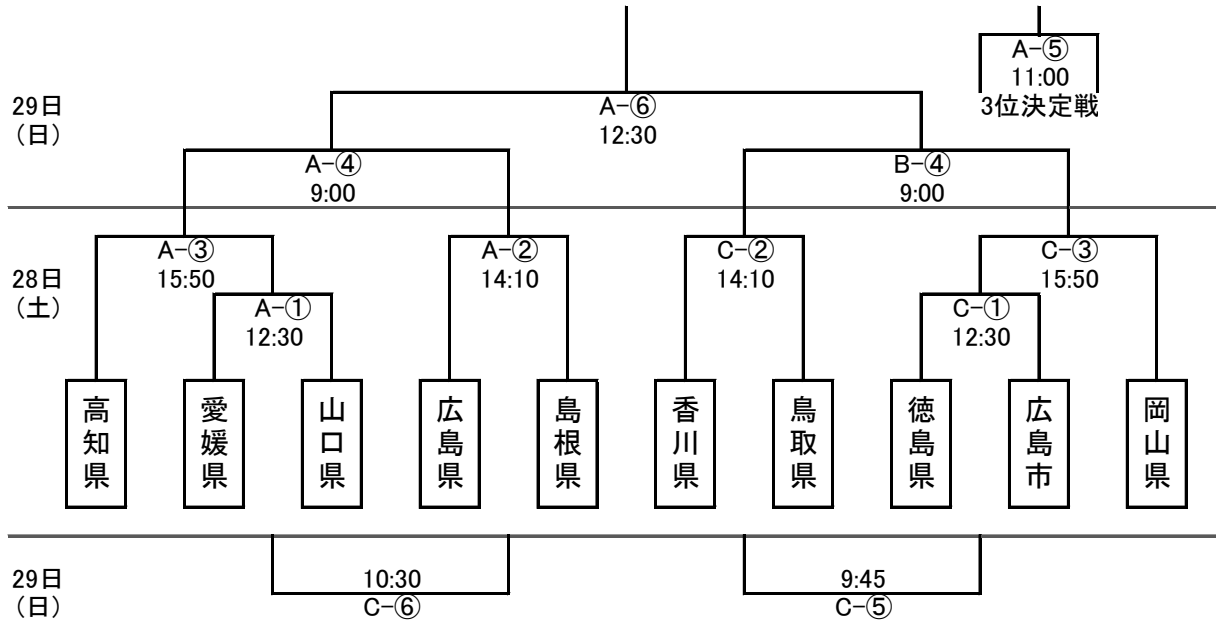 A-⑤
11:00
3位決定戦
29日
（日）
A-⑥
12:30
A-④
9:00
B-④
9:00
28日
（土）
A-③
15:50
A-②
14:10
C-②
14:10
C-③
15:50
A-①
12:30
C-①
12:30
高知県
愛媛県
山口県
広島県
島根県
香川県
鳥取県
徳島県
広島市
岡山県
29日
（日）
10:30
C-⑥
9:45
C-⑤